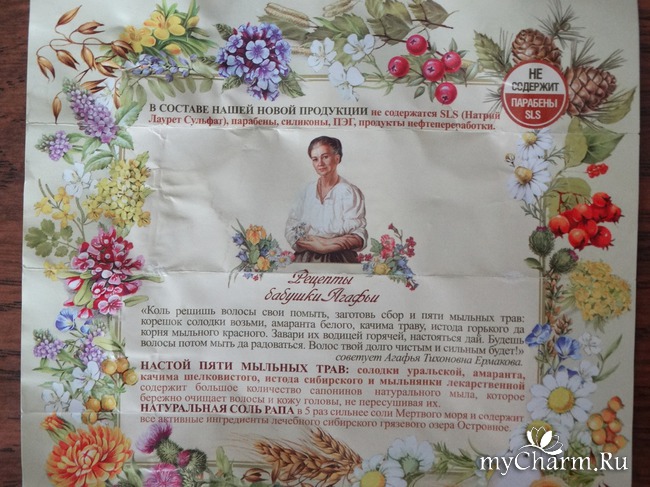 В СОСТАВЕ НАШЕЙ НОВОЙ ПРОДУКЦИИ не содержатся SLS (Натрий
Лаурет Сульфат), парабены, силиконы, ПЭГ, продукты нефтепереработки.
НЕ
СОДЕРЖИТ
ПАРАБЕНЫ
SLS
Рецепты
бабушки Агафьи
«Коль решишь волосы свои помыть, заготовь сбор и пяти мыльных трав:
корешок солодки возьми, амаранта белого, качима траву, истода горького да
корня мыльного красного. Завари их водицей горячей, настояться дай. Будешь
волосы потом мыть да радоваться. Волос твой долго чистым и сильным будет!»
советует Агафья Тихоновна Ермакова.
НАСТОЙ ПЯТИ МЫЛЬНЫХ ТРАВ: солодки уральской, амаранта,
качима шелковистого, истода сибирского и мыльнянки лекарственной
содержит большое количество сапонинов натурального мыла, которое
бережно очищает волосы и кожу головы, не пересушивая их.
НАТУРАЛЬНАЯ СОЛЬ РАПА в 5 раз сильнее соли Мертвого моря и содержит
все активные ингредиенты лечебного сибирского грязевого озера Островное.
myCharm.Ru